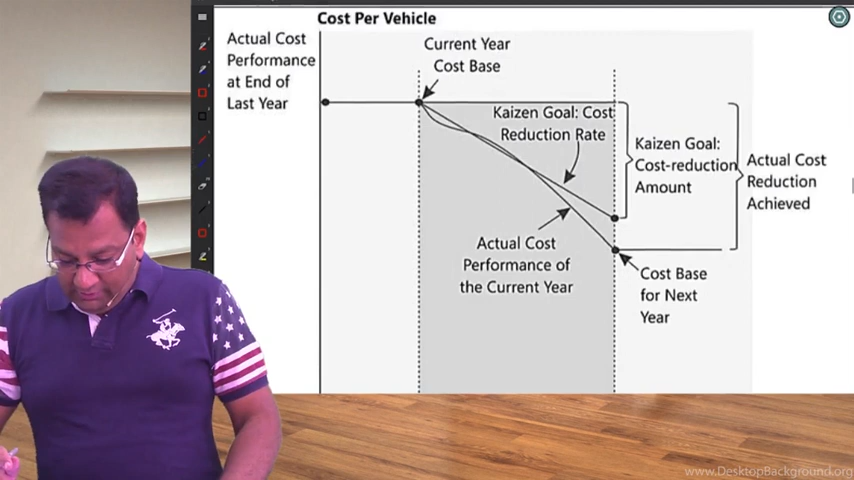 Cost Per Vehicle
Actual Cost
Performance
at End of
Last Year
Current Year
Cost Base
Kaizen Goal: Cost
Reduction Rate
Kaizen Goal:
Cost-reduction
Amount
Actual Cost
Reduction
Achieved
Actual Cost
Performance of
the Current Year
Cost Base
for Next
Year
www.DesktopBackground.org